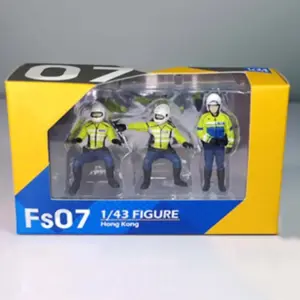 07
Fs07
1/43 FIGURE
Hong Kong